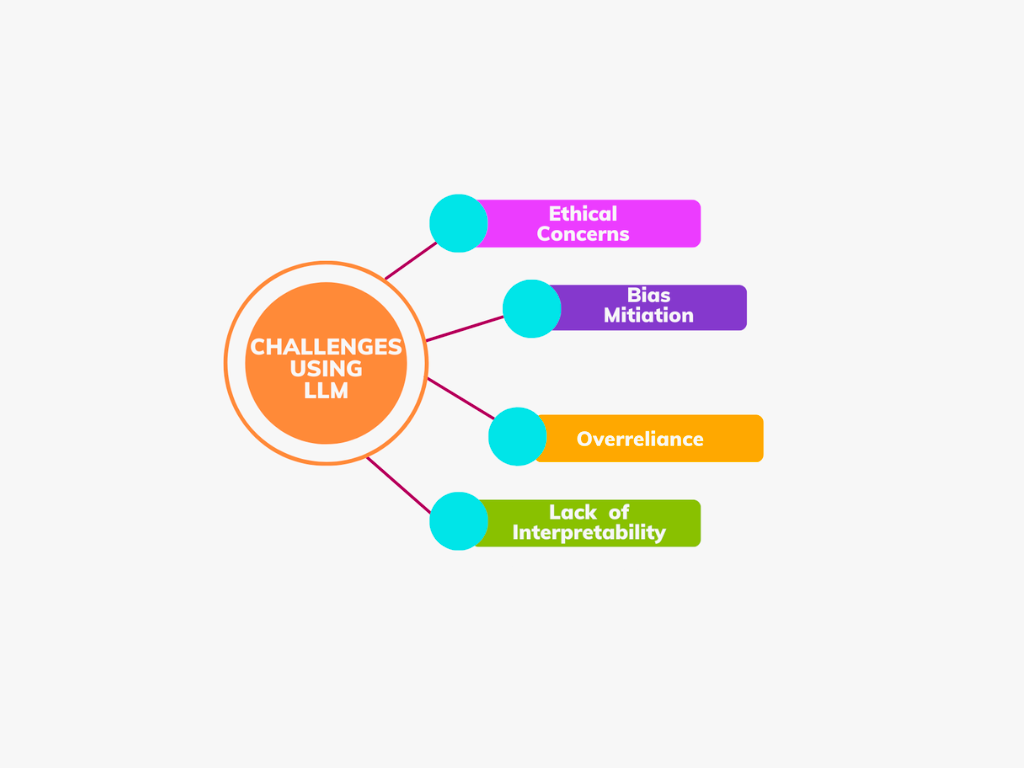 CHALLENGES
USING
LLM
Ethical
Concerns
Bias
Mitiation
Overreliance
Lack of
Interpretability